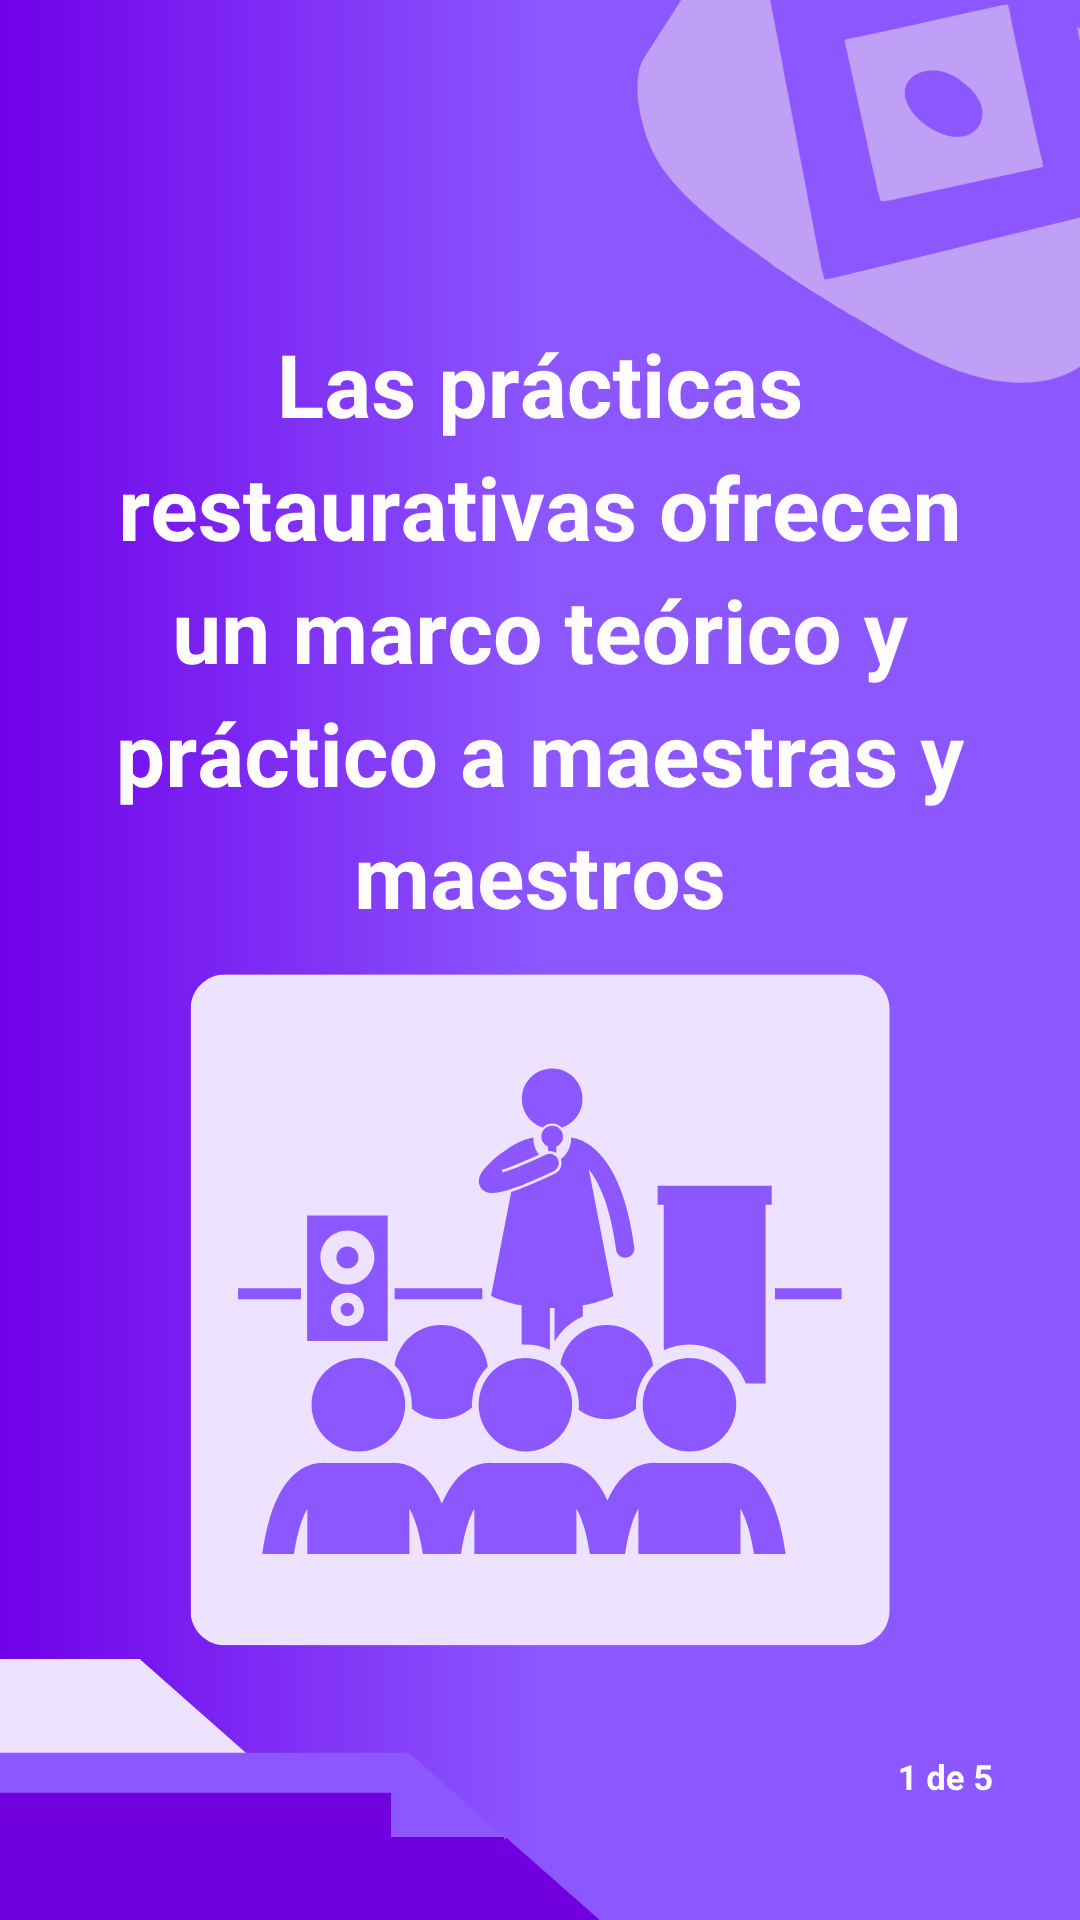 Las prácticas
restaurativas ofrecen
un marco teórico y
práctico a maestras y
maestros
1 de 5